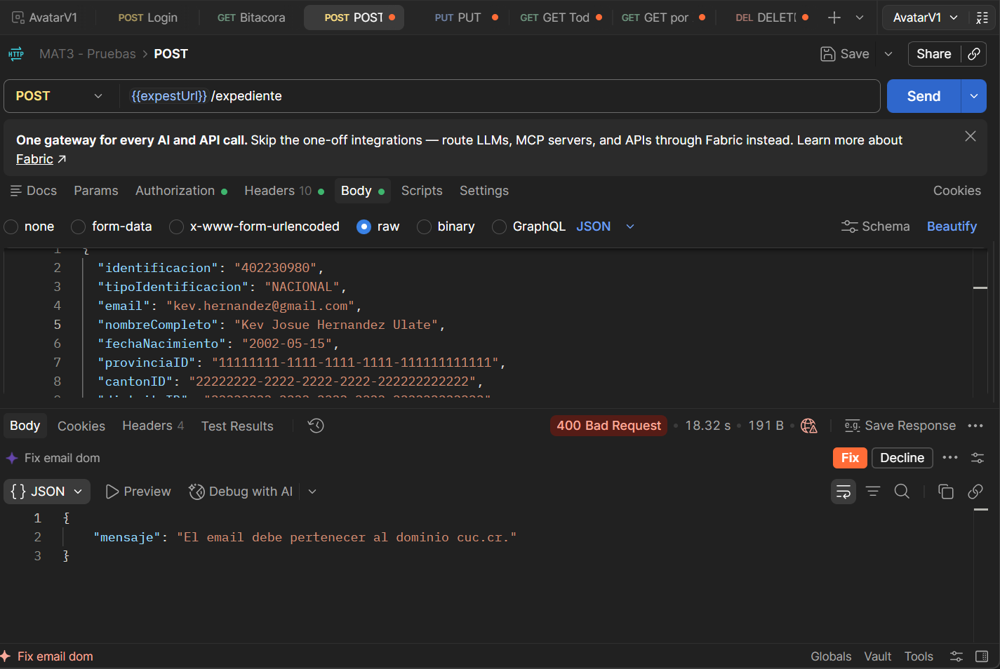 AvatarV1 POST Login GET Bitacora POST POST PUT PUT GET GET Tod GET GET por DEL DELET AvatarV1
HTTP MAT3 - Pruebas > POST Save Share
POST {{expestUrl}} /expediente Send
One gateway for every AI and API call. Skip the one-off integrations — route LLMs, MCP servers, and APIs through Fabric instead. Learn more about
Fabric ↗
Docs Params Authorization Headers 10 Body Scripts Settings Cookies
none form-data x-www-form-urlencoded raw binary GraphQL JSON Schema Beautify
1 {
2 "identificacion": "402230980",
3 "tipoIdentificacion": "NACIONAL",
4 "email": "kev.hernandez@gmail.com",
5 "nombreCompleto": "Kev Josue Hernandez Ulate",
6 "fechaNacimiento": "2002-05-15",
7 "provinciaID": "11111111-1111-1111-1111-111111111111",
8 "cantonID": "22222222-2222-2222-2222-222222222222",
Body Cookies Headers 4 Test Results 400 Bad Request • 18.32 s • 191 B • e.g. Save Response
Fix email dom Fix Decline
{} JSON Preview Debug with AI
1 {
2 "mensaje": "El email debe pertenecer al dominio cuc.cr."
3 }
Fix email dom Globals Vault Tools